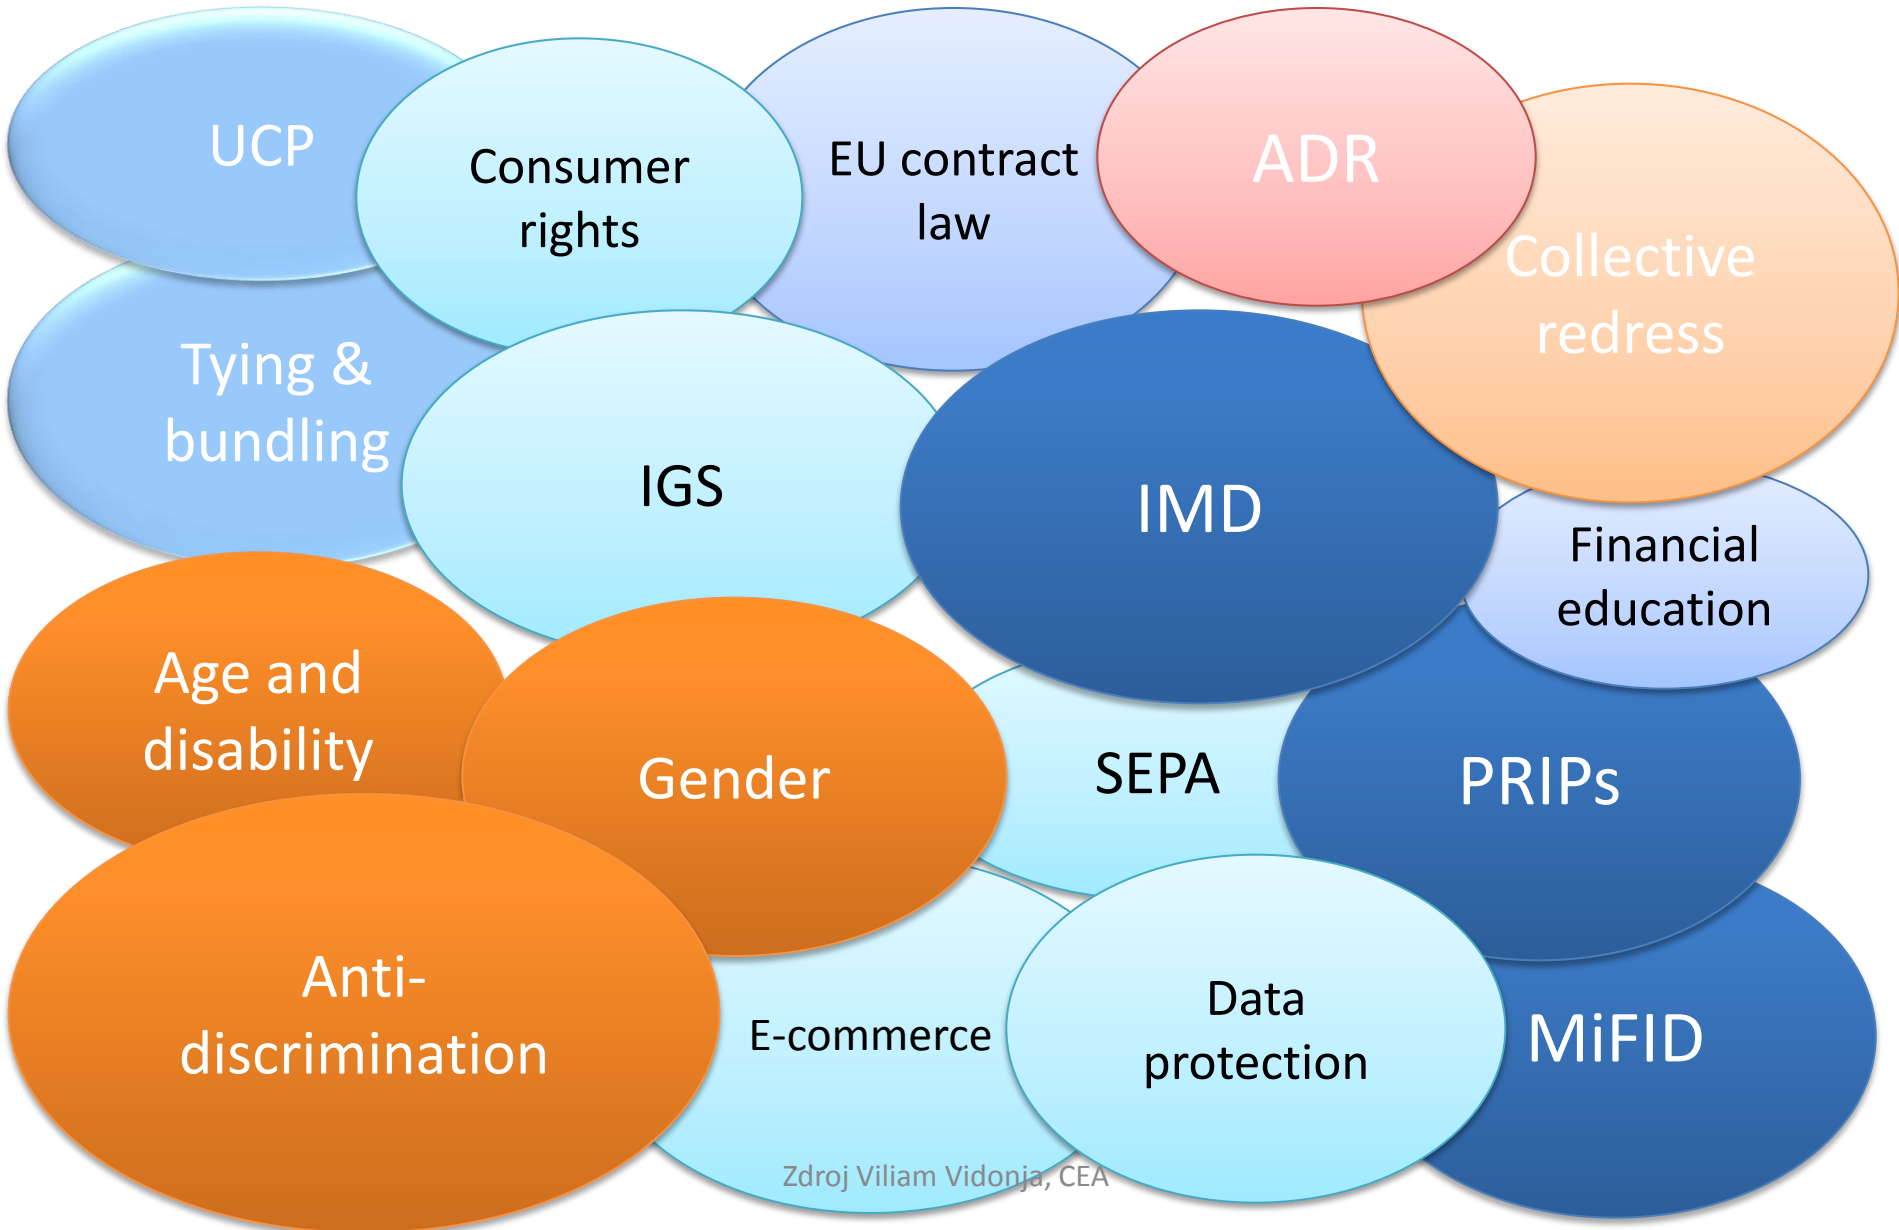 UCP
Consumer
rights
EU contract
law
ADR
Collective
redress
Tying &
bundling
IGS
IMD
Financial
education
Age and
disability
Gender
SEPA
PRIPs
Anti-
discrimination
E-commerce
Data
protection
MiFID
Zdroj Viliam Vidonja, CEA